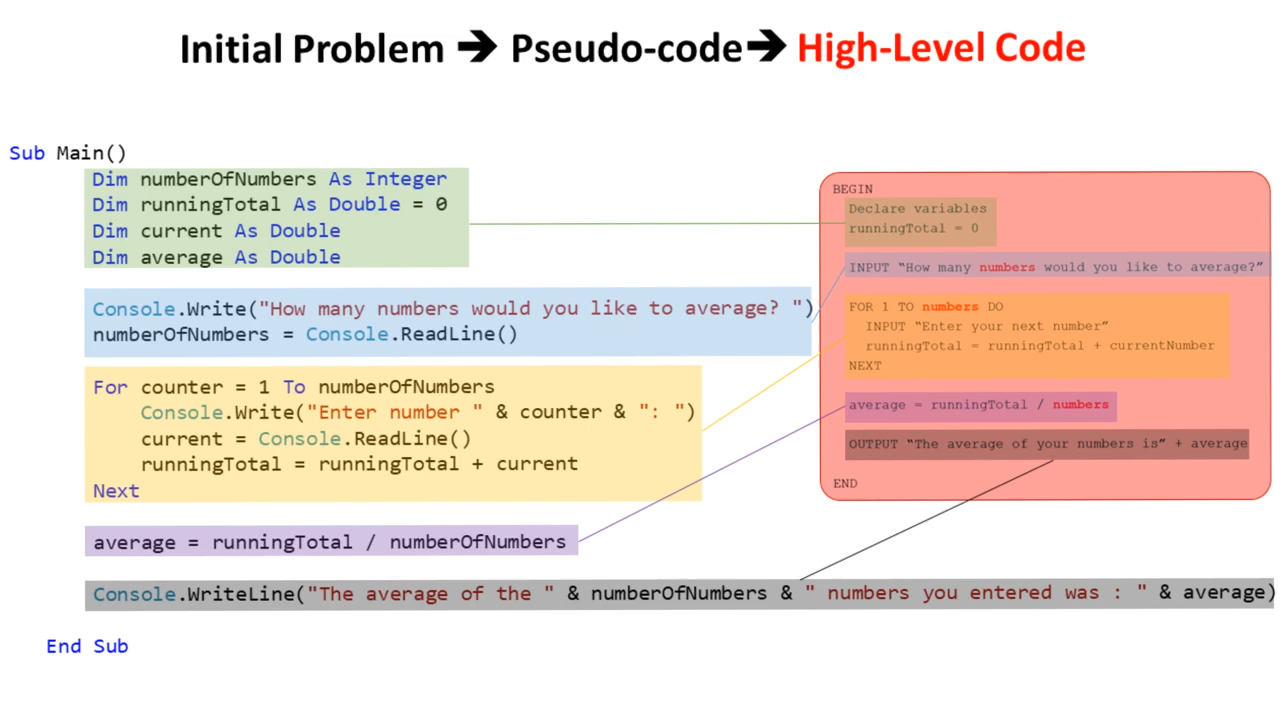 Initial Problem ➔ Pseudo-code➔ High-Level Code
Sub Main()
Dim numberOfNumbers As Integer
Dim runningTotal As Double = 0
Dim current As Double
Dim average As Double
Console.Write("How many numbers would you like to average? ")
numberOfNumbers = Console.ReadLine()
For counter = 1 To numberOfNumbers
Console.Write("Enter number " & counter & ": ")
current = Console.ReadLine()
runningTotal = runningTotal + current
Next
average = runningTotal / numberOfNumbers
Console.WriteLine("The average of the " & numberOfNumbers & " numbers you entered was : " & average)
End Sub
BEGIN
Declare variables
runningTotal = 0
INPUT “How many numbers would you like to average?”
FOR 1 TO numbers DO
INPUT “Enter your next number”
runningTotal = runningTotal + currentNumber
NEXT
average = runningTotal / numbers
OUTPUT “The average of your numbers is” + average
END